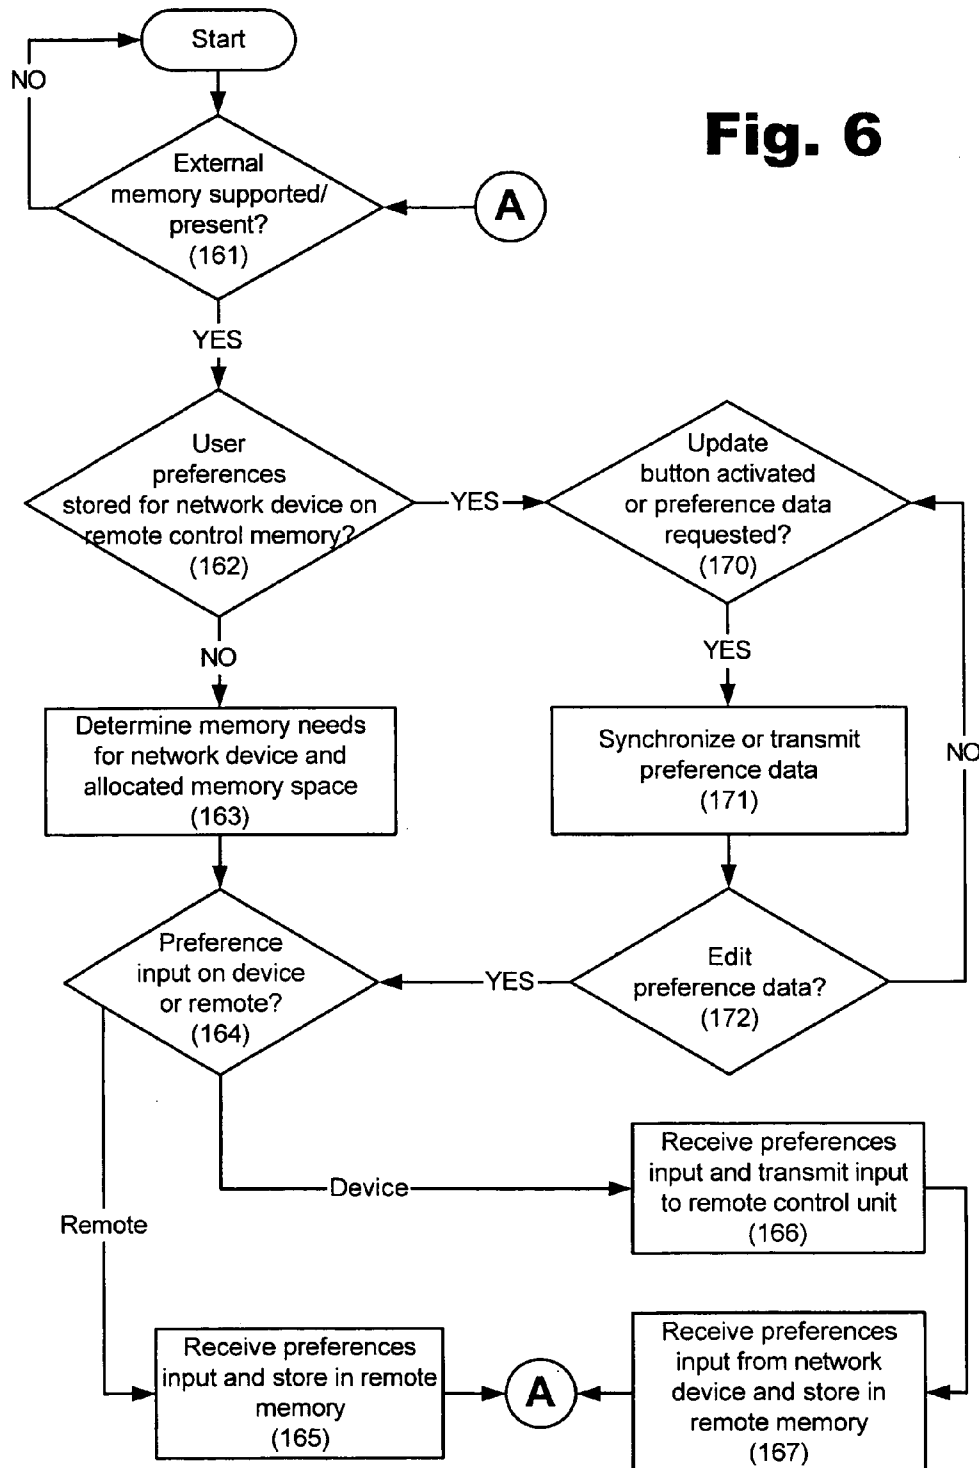 Start
NO
Fig. 6
External
memory supported/
present?
(161)
A
YES
User
preferences
stored for network device on
remote control memory?
(162)
YES
Update
button activated
or preference data
requested?
(170)
NO
YES
Determine memory needs
for network device and
allocated memory space
(163)
Synchronize or transmit
preference data
(171)
NO
Preference
input on device
or remote?
(164)
YES
Edit
preference data?
(172)
Device
Receive preferences
input and transmit input
to remote control unit
(166)
Remote
Receive preferences
input and store in remote
memory
(165)
A
Receive preferences
input from network
device and store in
remote memory
(167)